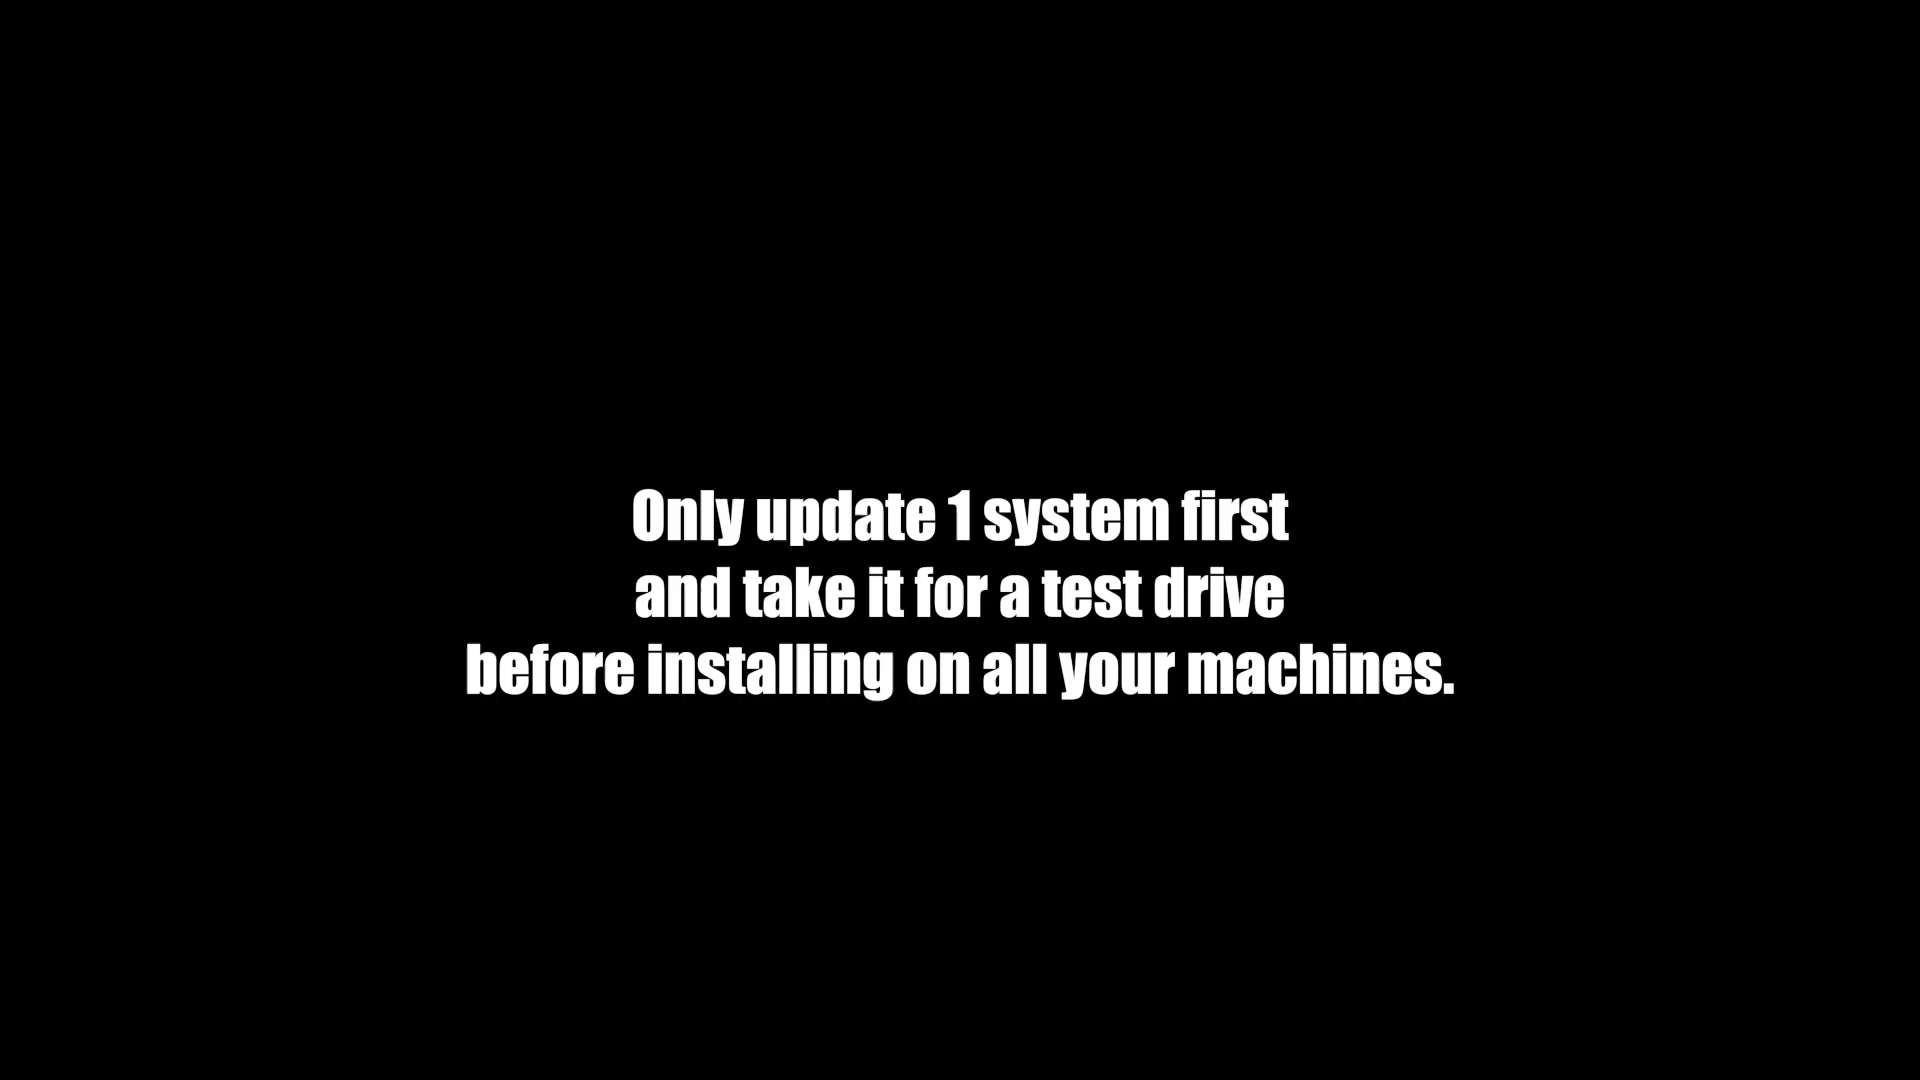 Only update 1 system first
and take it for a test drive
before installing on all your machines.